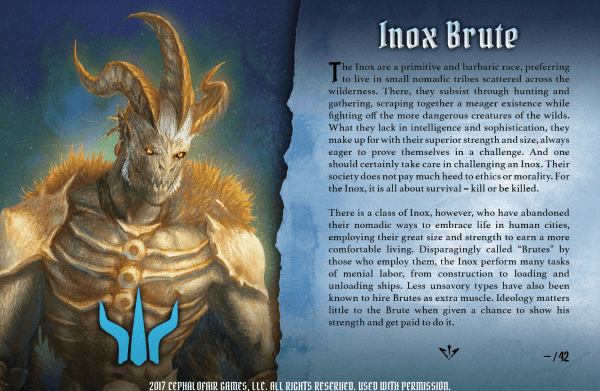 Inox Brute
The Inox are a primitive and barbaric race, preferring
to live in small nomadic tribes scattered across the
wilderness. There, they subsist through hunting and
gathering, scraping together a meager existence while
fighting off the more dangerous creatures of the wilds.
What they lack in intelligence and sophistication, they
make up for with their superior strength and size, always
eager to prove themselves in a challenge. And one
should certainly take care in challenging an Inox. Their
society does not pay much heed to ethics or morality. For
the Inox, it is all about survival – kill or be killed.
There is a class of Inox, however, who have abandoned
their nomadic ways to embrace life in human cities,
employing their great size and strength to earn a more
comfortable living. Disparagingly called "Brutes" by
those who employ them, the Inox perform many tasks
of menial labor, from construction to loading and
unloading ships. Less unsavory types have also been
known to hire Brutes as extra muscle. Ideology matters
little to the Brute when given a chance to show his
strength and get paid to do it.
–/42
2017 CEPHALOFAIR GAMES, LLC. ALL RIGHTS RESERVED. USED WITH PERMISSION.